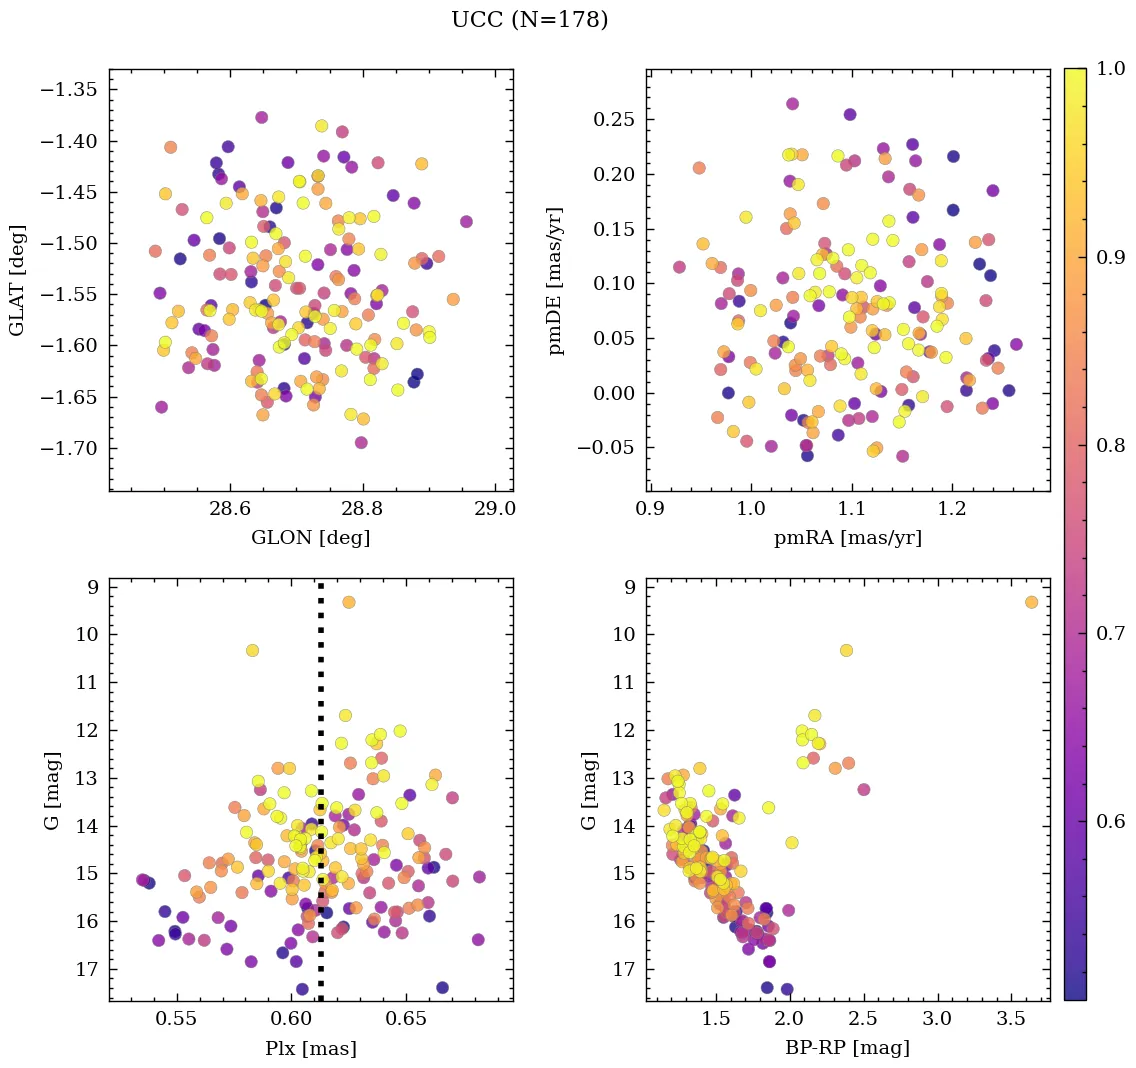 UCC (N=178)
−1.35
−1.40
−1.45
−1.50
−1.55
−1.60
−1.65
−1.70
GLAT [deg]
28.6 28.8 29.0
GLON [deg]
0.25
0.20
0.15
0.10
0.05
0.00
−0.05
pmDE [mas/yr]
0.9 1.0 1.1 1.2
pmRA [mas/yr]
1.0
0.9
0.8
0.7
0.6
9
10
11
12
13
14
15
16
17
G [mag]
0.55 0.60 0.65
Plx [mas]
9
10
11
12
13
14
15
16
17
G [mag]
1.5 2.0 2.5 3.0 3.5
BP-RP [mag]